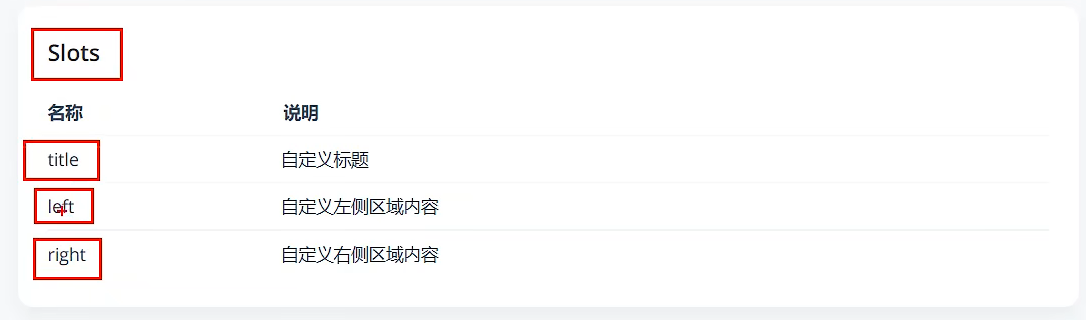 Slots
名称 说明
title 自定义标题
left 自定义左侧区域内容
right 自定义右侧区域内容